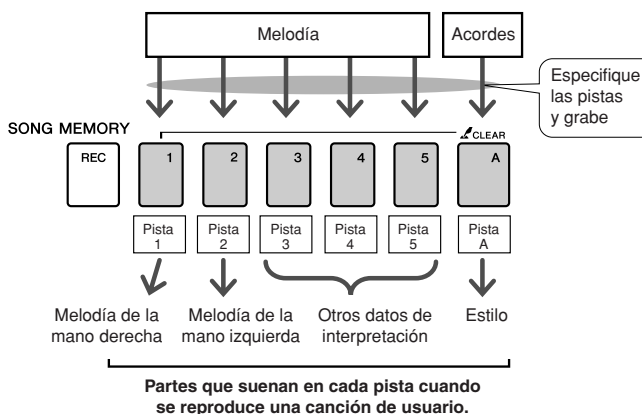 Melodía
Acordes
Especifique
las pistas
y grabe
SONG MEMORY
CLEAR
REC
1
2
3
4
5
A
Pista
1
Pista
2
Pista
3
Pista
4
Pista
5
Pista
A
Melodía de la
mano derecha
Melodía de la
mano izquierda
Otros datos de
interpretación
Estilo
Partes que suenan en cada pista cuando
se reproduce una canción de usuario.